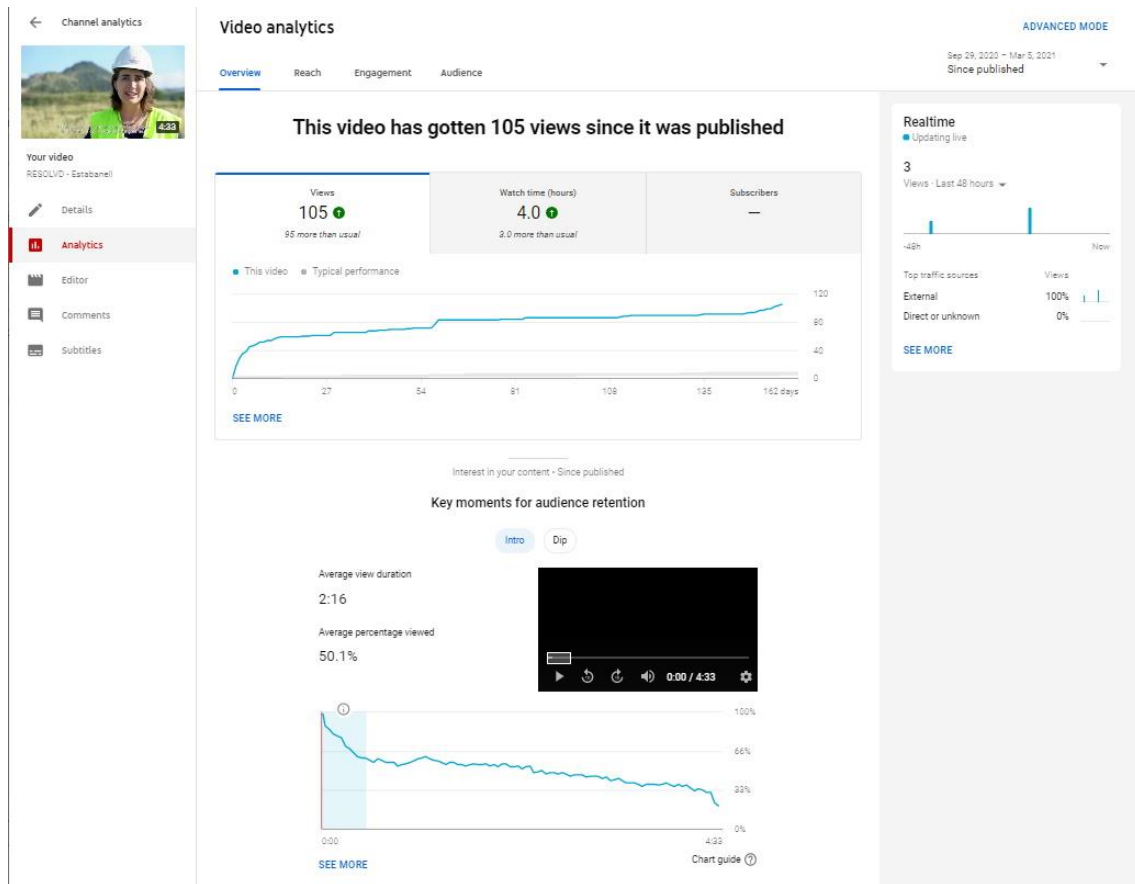 Channel analytics
4:33
Your video
RESOLVD - Estabanell
Details
Analytics
Editor
Comments
Subtitles
Video analytics
ADVANCED MODE
Overview
Reach
Engagement
Audience
Sep 29, 2020 – Mar 5, 2021
Since published
This video has gotten 105 views since it was published
Views
105
95 more than usual
Watch time (hours)
4.0
3.0 more than usual
Subscribers
—
This video
Typical performance
120
80
40
0
0 27 54 81 108 135 162 days
SEE MORE
Interest in your content · Since published
Key moments for audience retention
Intro
Dip
Average view duration
2:16
Average percentage viewed
50.1%
0:00 / 4:33
100%
66%
33%
0%
0:00
4:33
SEE MORE
Chart guide
Realtime
Updating live
3
Views · Last 48 hours
-48h
Now
Top traffic sources Views
External 100%
Direct or unknown 0%
SEE MORE